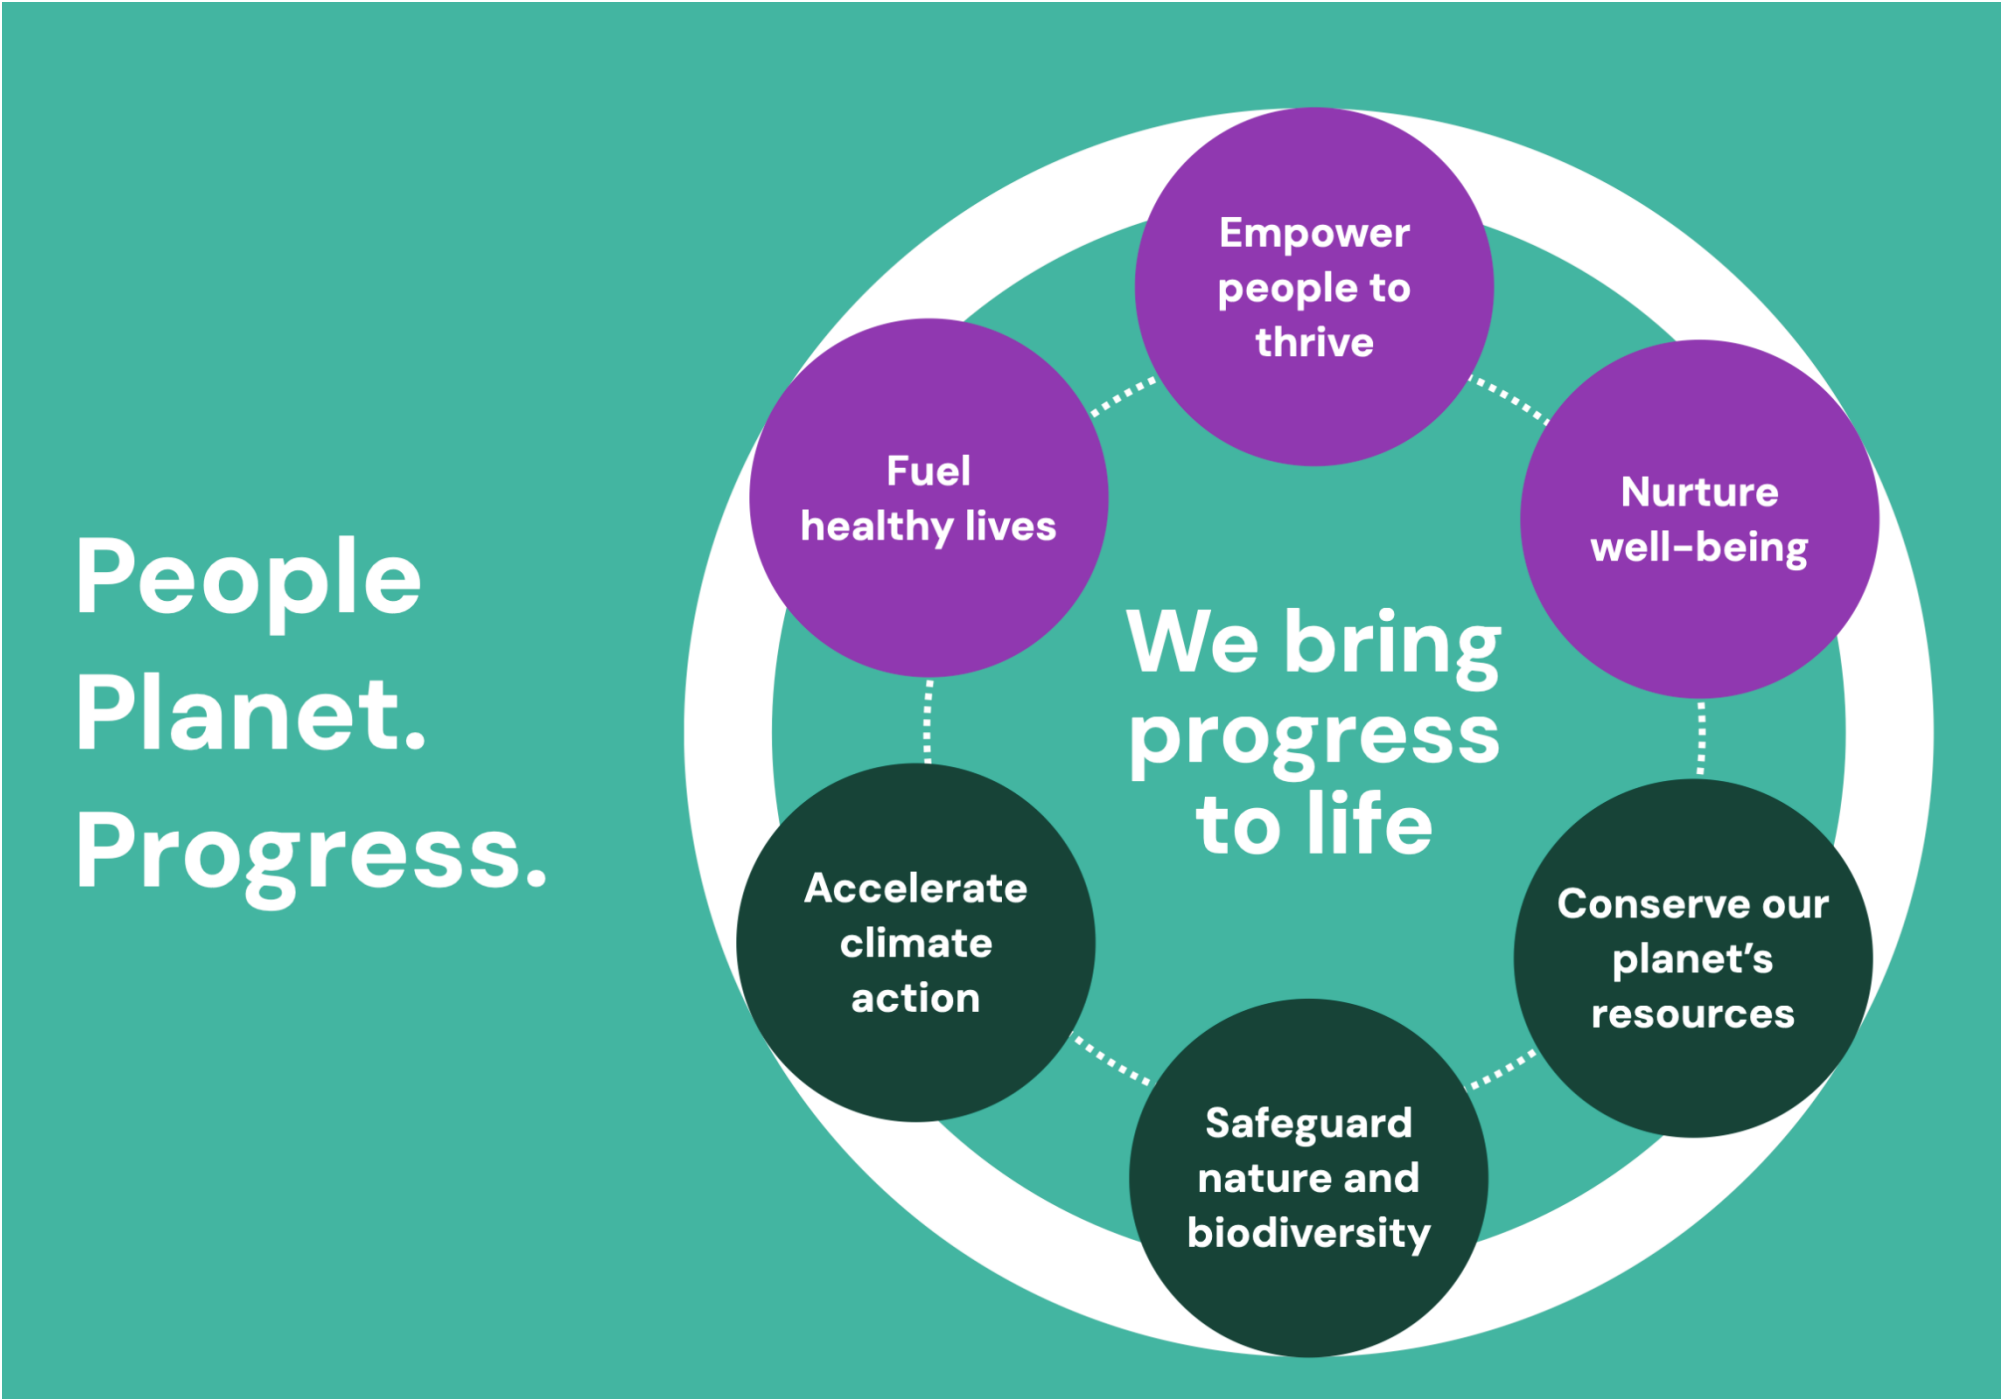 People
Planet.
Progress.
Empower
people to
thrive
Fuel
healthy lives
Nurture
well-being
We bring
progress
to life
Accelerate
climate
action
Conserve our
planet’s
resources
Safeguard
nature and
biodiversity